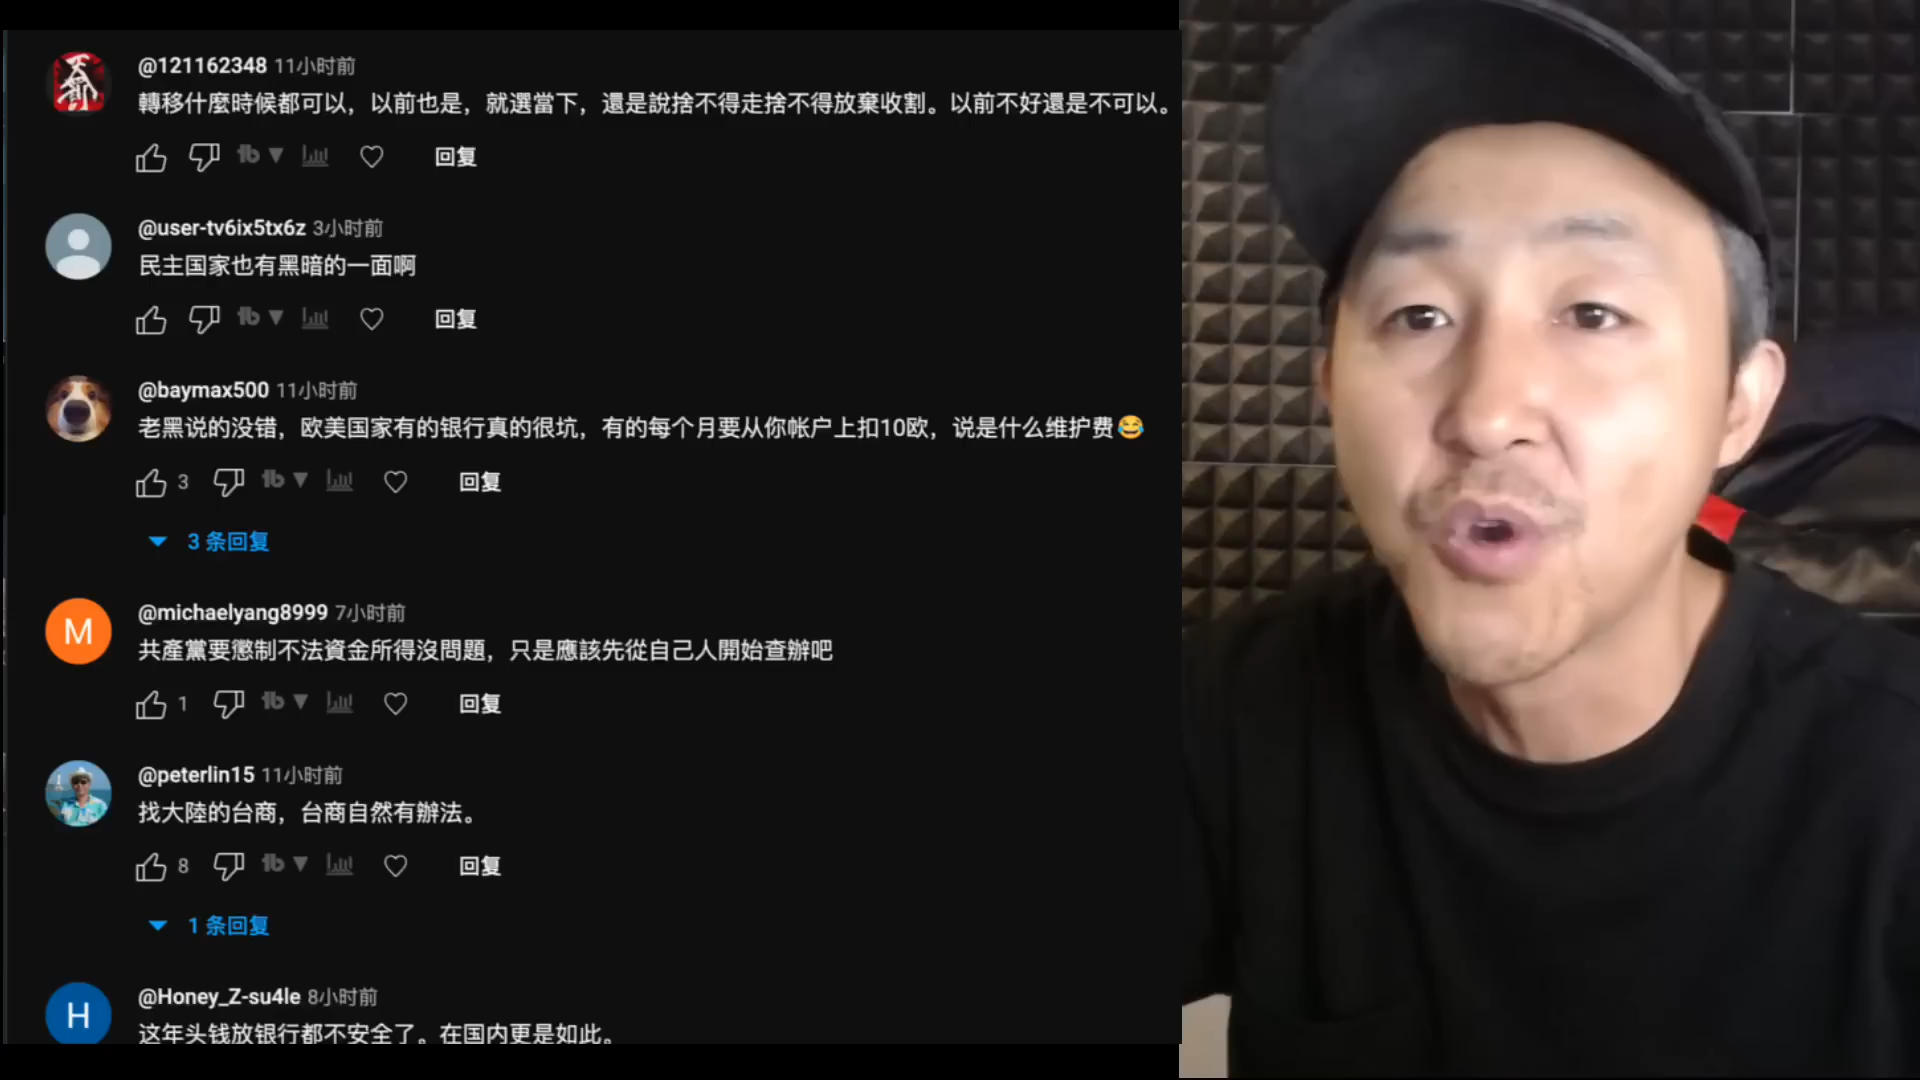 @121162348 11小时前
轉移什麼時候都可以，以前也是，就選當下，還是說捨不得走捨不得放棄收割。以前不好還是不可以。
回复
@user-tv6ix5tx6z 3小时前
民主国家也有黑暗的一面啊
回复
@baymax500 11小时前
老黑说的没错，欧美国家有的银行真的很坑，有的每个月要从你帐户上扣10欧，说是什么维护费😂
3 回复
3 条回复
M @michaelyang8999 7小时前
共產黨要懲制不法資金所得沒問題，只是應該先從自己人開始查辦吧
1 回复
@peterlin15 11小时前
找大陸的台商，台商自然有辦法。
8 回复
1 条回复
H @Honey_Z-su4le 8小时前
这年头钱放银行都不安全了。在国内更是如此。